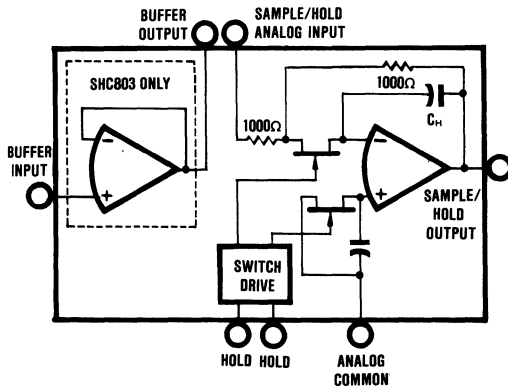 BUFFER
OUTPUT
SAMPLE/HOLD
ANALOG INPUT
SHC803 ONLY
1000Ω
1000Ω
C_H
BUFFER
INPUT
−
+
−
+
SAMPLE/
HOLD
OUTPUT
SWITCH
DRIVE
HOLD
HOLD
ANALOG
COMMON